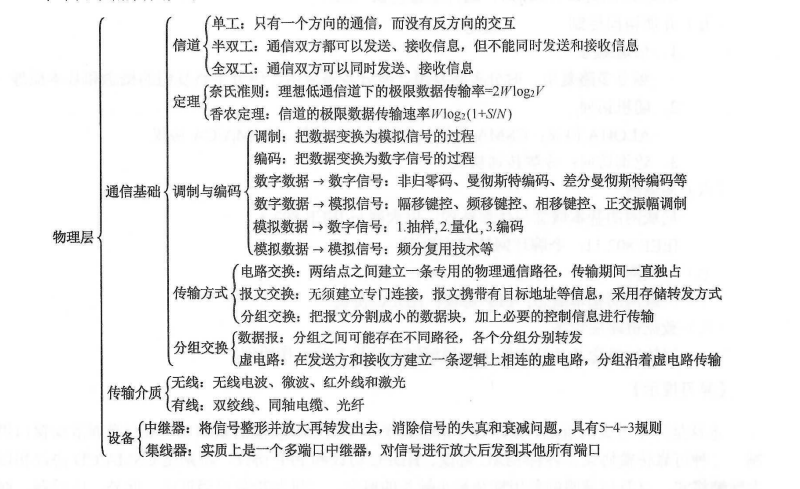 单工：只有一个方向的通信，而没有反方向的交互
信道
半双工：通信双方都可以发送、接收信息，但不能同时发送和接收信息
全双工：通信双方可以同时发送、接收信息
定理
奈氏准则：理想低通信道下的极限数据传输率=2Wlog₂V
香农定理：信道的极限数据传输速率Wlog₂(1+S/N)
调制：把数据变换为模拟信号的过程
编码：把数据变换为数字信号的过程
通信基础
调制与编码
数字数据→数字信号：非归零码、曼彻斯特编码、差分曼彻斯特编码等
数字数据→模拟信号：幅移键控、频移键控、相移键控、正交振幅调制
物理层
模拟数据→数字信号：1.抽样,2.量化,3.编码
模拟数据→模拟信号：频分复用技术等
电路交换：两结点之间建立一条专用的物理通信路径，传输期间一直独占
传输方式
报文交换：无须建立专门连接，报文携带有目标地址等信息，采用存储转发方式
分组交换：把报文分割成小的数据块，加上必要的控制信息进行传输
分组交换
数据报：分组之间可能存在不同路径，各个分组分别转发
虚电路：在发送方和接收方建立一条逻辑上相连的虚电路，分组沿着虚电路传输
传输介质
无线：无线电波、微波、红外线和激光
有线：双绞线、同轴电缆、光纤
设备
中继器：将信号整形并放大再转发出去，消除信号的失真和衰减问题，具有5-4-3规则
集线器：实质上是一个多端口中继器，对信号进行放大后发到其他所有端口